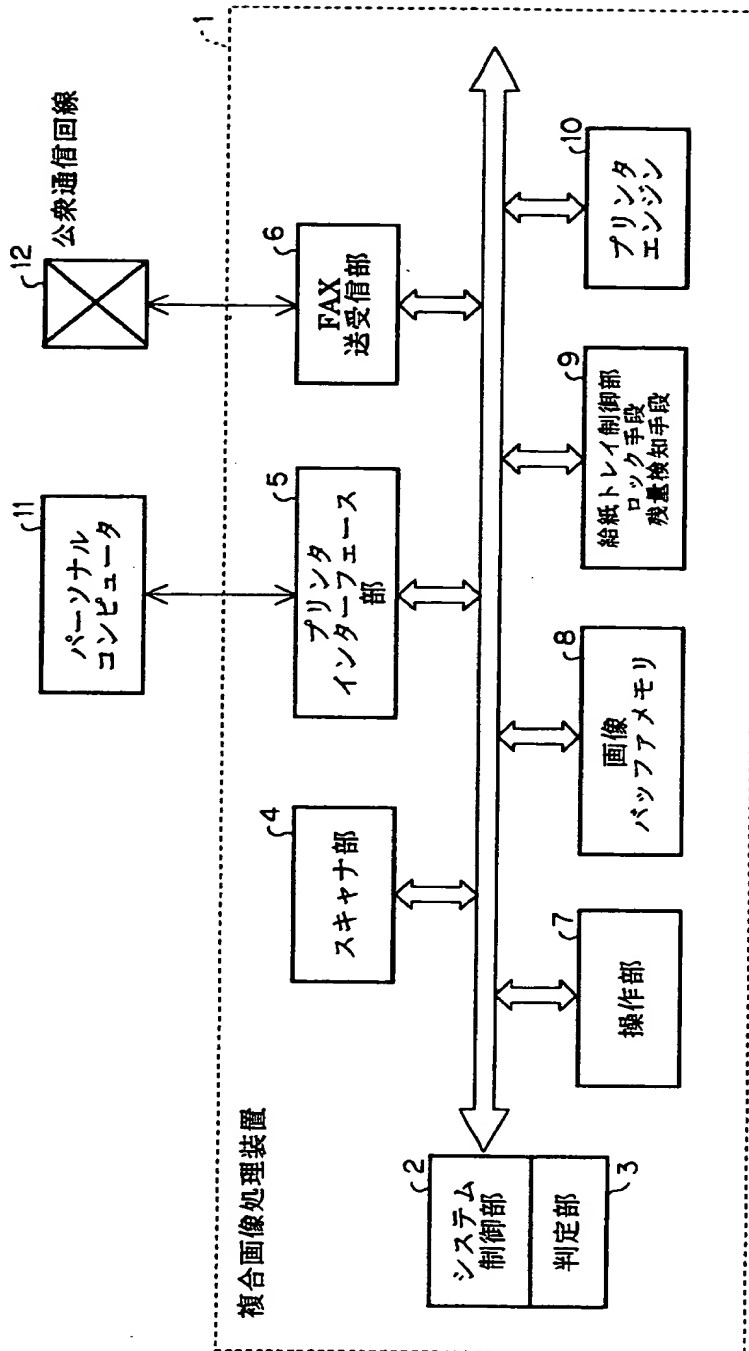 1
12
公衆通信回線
11
パーソナル
コンピュータ
複合画像処理装置
2
システム
制御部
判定部
3
4
スキャナ部
5
プリンタ
インターフェース
部
6
FAX
送受信部
7
操作部
8
画像
バッファメモリ
9
給紙トレイ制御部
ロック手段
残量検知手段
10
プリンタ
エンジン